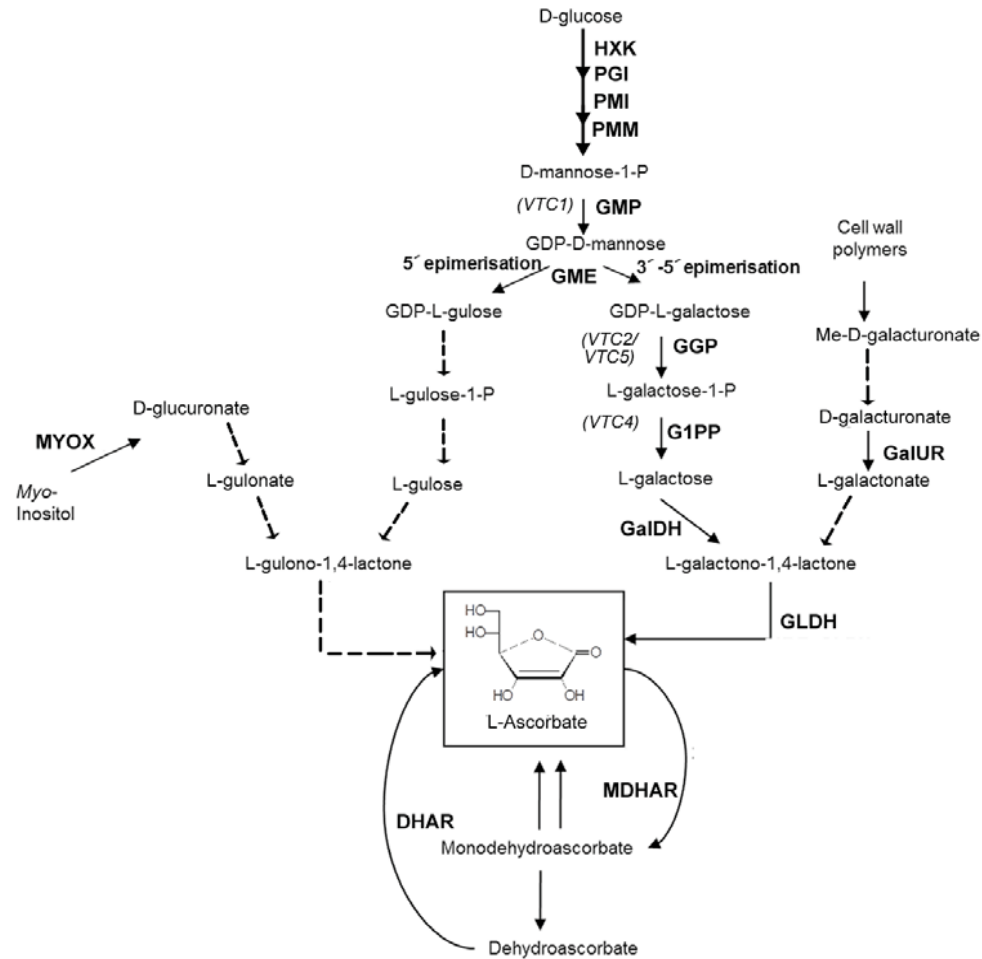 D-glucose
HXK
PGI
PMI
PMM
D-mannose-1-P
(VTC1)
GMP
GDP-D-mannose
5´ epimerisation
GME
3´ -5´ epimerisation
Cell wall
polymers
GDP-L-gulose
GDP-L-galactose
Me-D-galacturonate
(VTC2/
VTC5)
GGP
L-gulose-1-P
L-galactose-1-P
D-glucuronate
D-galacturonate
(VTC4)
G1PP
MYOX
GalUR
Myo-
Inositol
L-gulonate
L-gulose
L-galactose
L-galactonate
GalDH
L-gulono-1,4-lactone
L-galactono-1,4-lactone
GLDH
HO
HO
O
O
HO
OH
L-Ascorbate
MDHAR
DHAR
Monodehydroascorbate
Dehydroascorbate